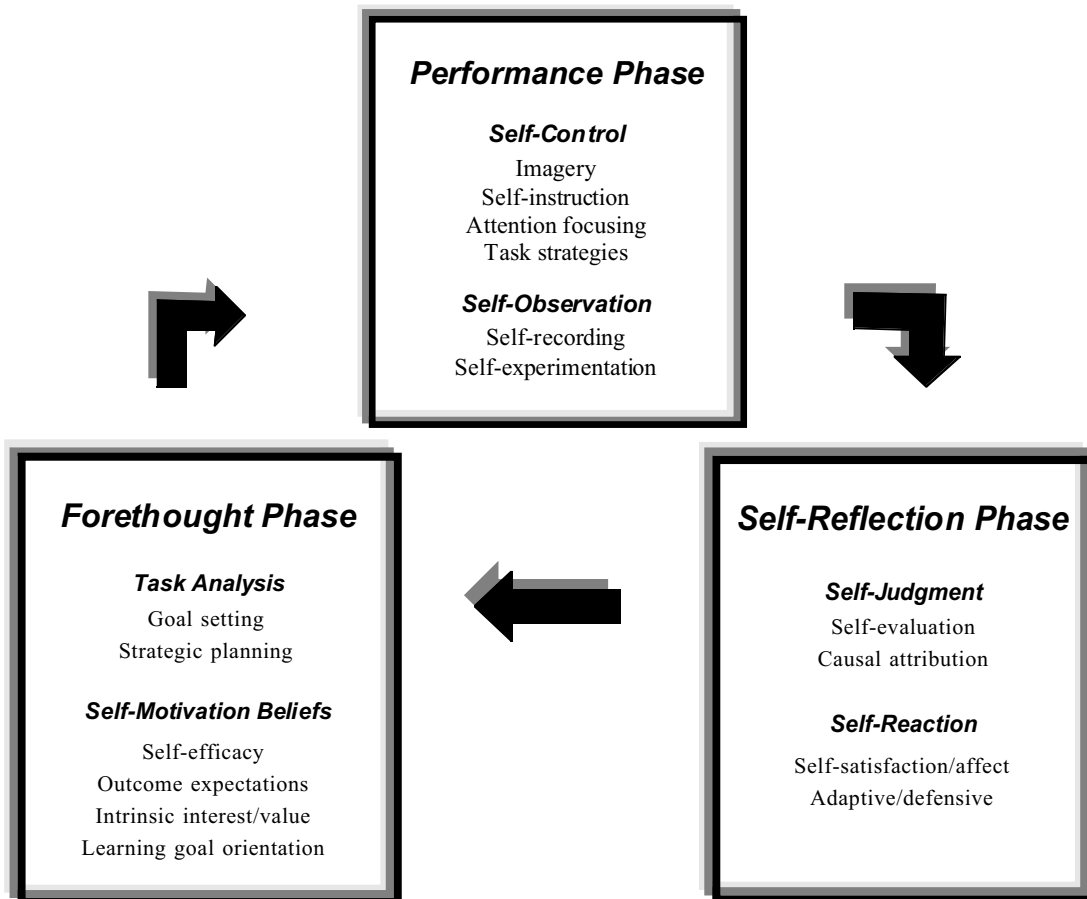 Performance Phase
Self-Control
Imagery
Self-instruction
Attention focusing
Task strategies
Self-Observation
Self-recording
Self-experimentation
Forethought Phase
Task Analysis
Goal setting
Strategic planning
Self-Motivation Beliefs
Self-efficacy
Outcome expectations
Intrinsic interest/value
Learning goal orientation
Self-Reflection Phase
Self-Judgment
Self-evaluation
Causal attribution
Self-Reaction
Self-satisfaction/affect
Adaptive/defensive